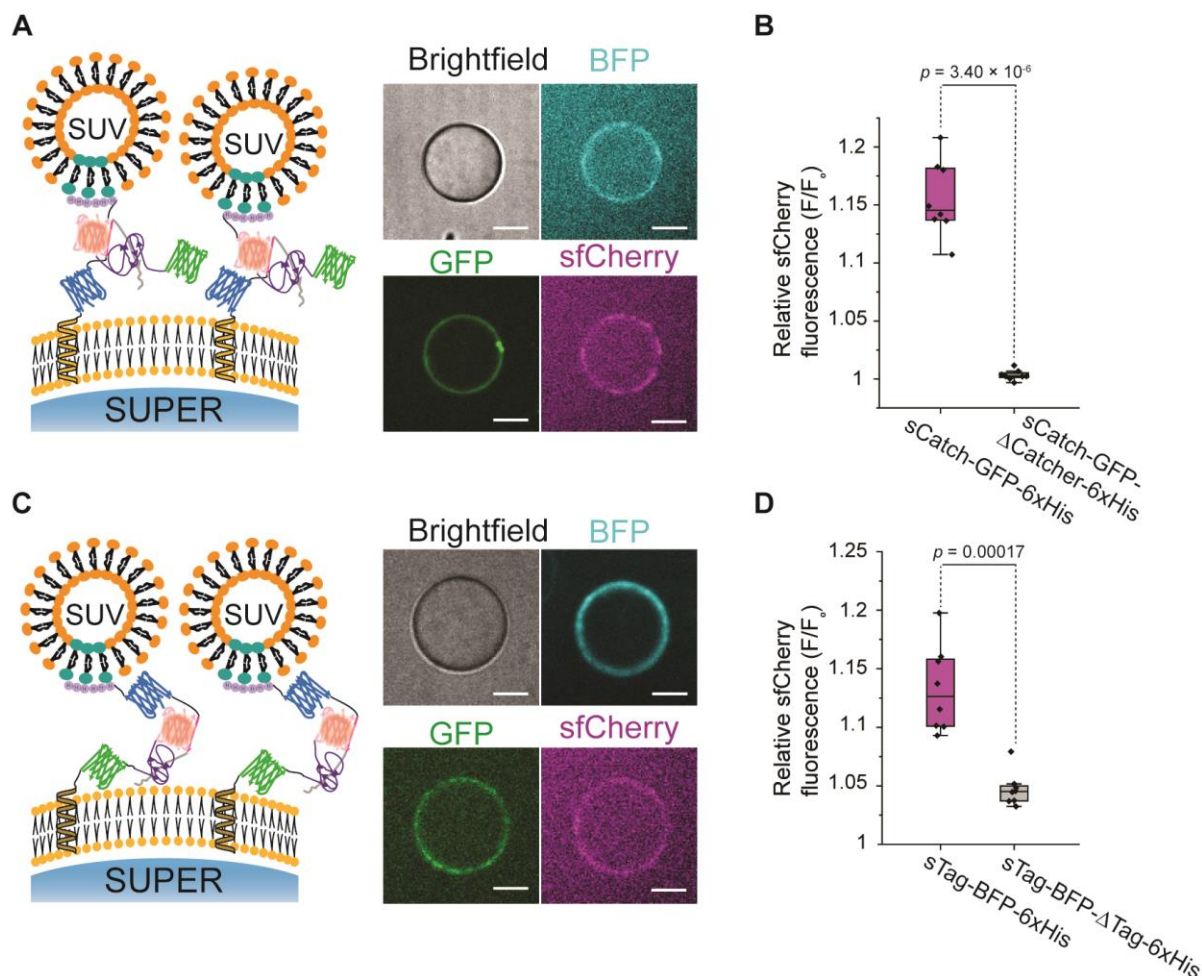 A
SUV
SUV
SUPER
Brightfield
BFP
GFP
sfCherry
B
p = 3.40 × 10⁻⁶
Relative sfCherry
fluorescence (F/F₀)
1.2
1.15
1.1
1.05
1
sCatch-GFP-6xHis
sCatch-GFP-
ΔCatcher-6xHis
C
SUV
SUV
SUPER
Brightfield
BFP
GFP
sfCherry
D
p = 0.00017
Relative sfCherry
fluorescence (F/F₀)
1.25
1.2
1.15
1.1
1.05
1
sTag-BFP-6xHis
sTag-BFP-ΔTag-6xHis